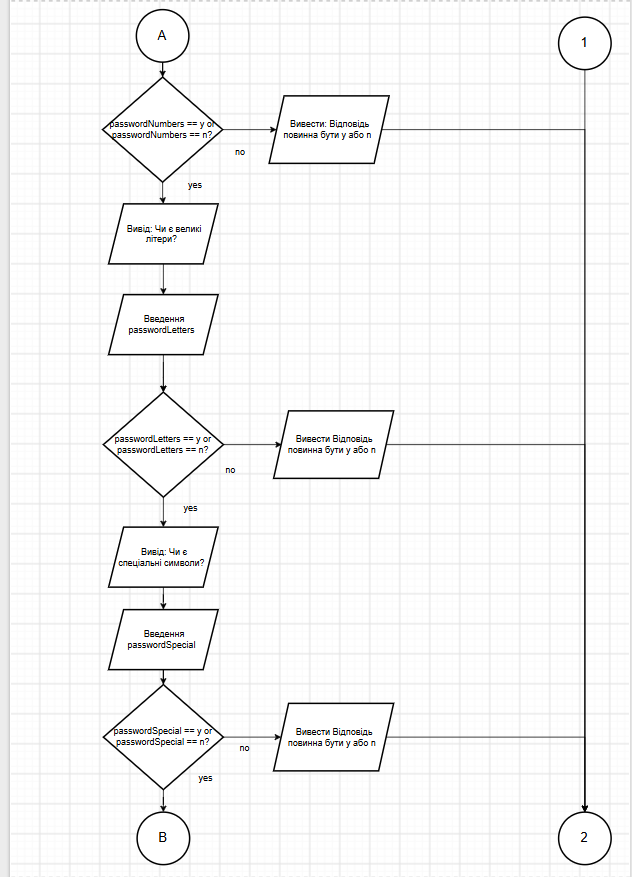 A
1
passwordNumbers == y or
passwordNumbers == n?
Вивести: Відповідь
повинна бути y або n
no
yes
Вивід: Чи є великі
літери?
Введення
passwordLetters
passwordLetters == y or
passwordLetters == n?
Вивести Відповідь
повинна бути y або n
no
yes
Вивід: Чи є
спеціальні символи?
Введення
passwordSpecial
passwordSpecial == y or
passwordSpecial == n?
Вивести Відповідь
повинна бути y або n
no
yes
B
2